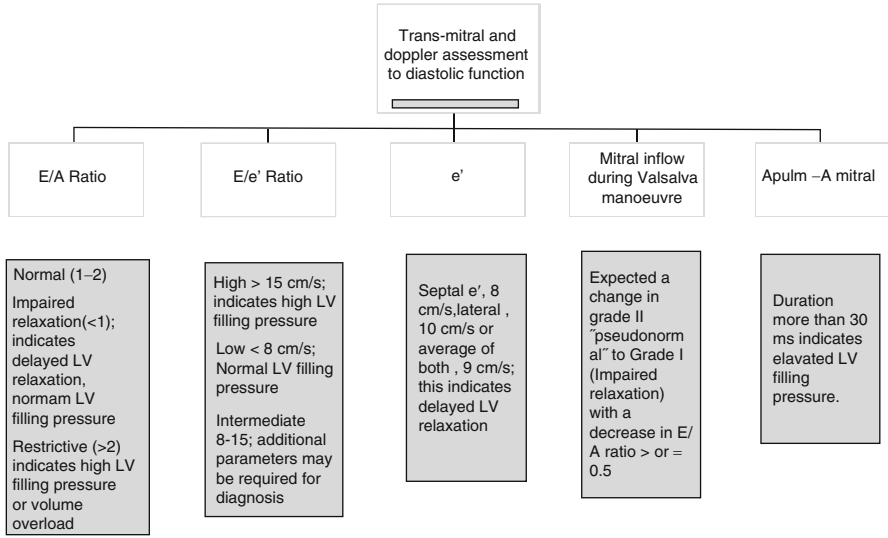 Trans-mitral and
doppler assessment
to diastolic function
E/A Ratio
E/e' Ratio
e'
Mitral inflow
during Valsalva
manoeuvre
Apulm –A mitral
Normal (1–2)
Impaired
relaxation(<1);
indicates
delayed LV
relaxation,
normam LV
filling pressure
Restrictive (>2)
indicates high LV
filling pressure
or volume
overload
High > 15 cm/s;
indicates high LV
filling pressure
Low < 8 cm/s;
Normal LV filling
pressure
Intermediate
8-15; additional
parameters may
be required for
diagnosis
Septal e′, 8
cm/s,lateral ,
10 cm/s or
average of
both , 9 cm/s;
this indicates
delayed LV
relaxation
Expected a
change in
grade II
˝pseudonorm
al˝ to Grade I
(Impaired
relaxation)
with a
decrease in E/
A ratio > or =
0.5
Duration
more than 30
ms indicates
elavated LV
filling
pressure.